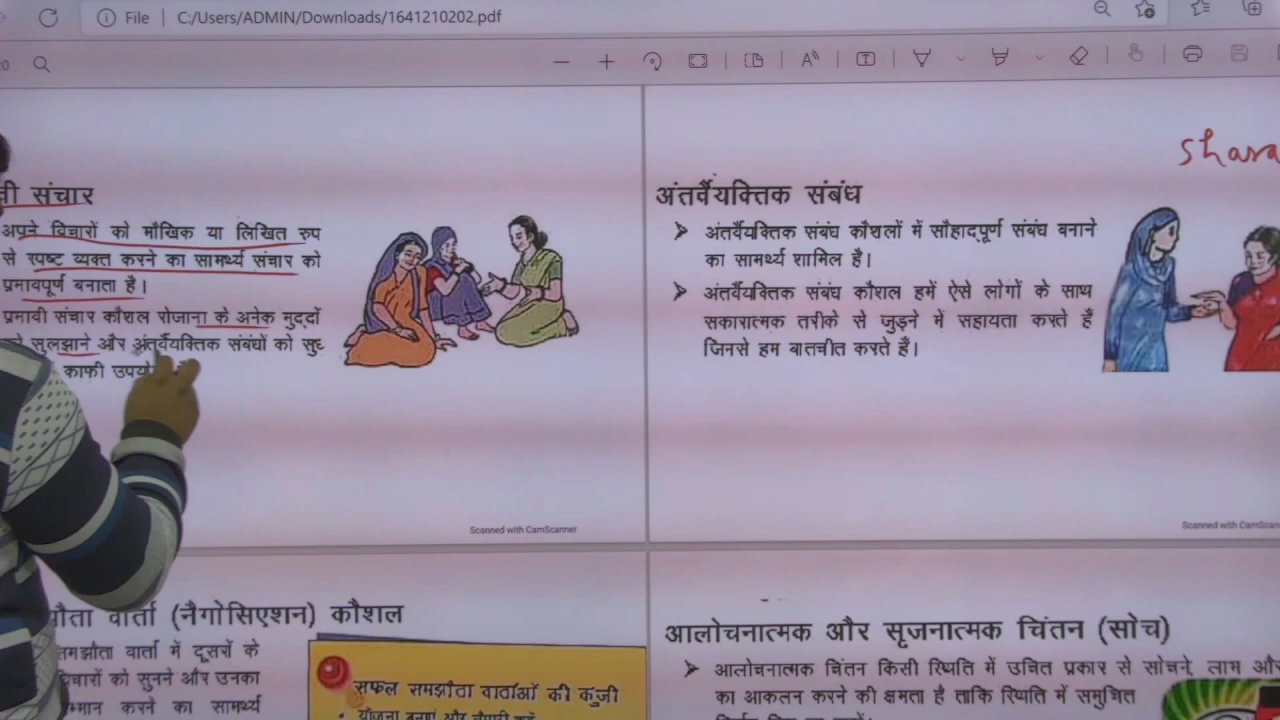 File C:/Users/ADMIN/Downloads/1641210202.pdf
संचार
अपने विचारों को मौखिक या लिखित रुप
से स्पष्ट व्यक्त करने का सामर्थ्य संचार को
प्रभावपूर्ण बनाता है।
प्रभावी संचार कौशल रोजाना के अनेक मुद्दों
सुलझाने और अंतर्वैयक्तिक संबंधों को
काफी
Scanned with CamScanner
shara
अंतर्वैयक्तिक संबंध
➤ अंतर्वैयक्तिक संबंध कौशलों में सौहादपूर्ण संबंध बनाने
का सामर्थ्य शामिल है।
➤ अंतर्वैयक्तिक संबंध कौशल हमें ऐसे लोगों के साथ
सकारात्मक तरीके से जुड़ने में सहायता करते हैं
जिनसे हम बातचीत करते हैं।
Scanned with CamScan
वार्ता (नैगोसिएशन) कौशल
समझौता वार्ता में दूसरों के
विचारों को सुनने और उनका
करने का सामर्थ्य
सफल समझौता वार्ताओं की कुंजी
आलोचनात्मक और सृजनात्मक चिंतन (सोच)
➤ आलोचनात्मक चिंतन किसी स्थिति में उचित प्रकार से सोचने, लाभ और
का आकलन करने की क्षमता है ताकि स्थिति में समुचित